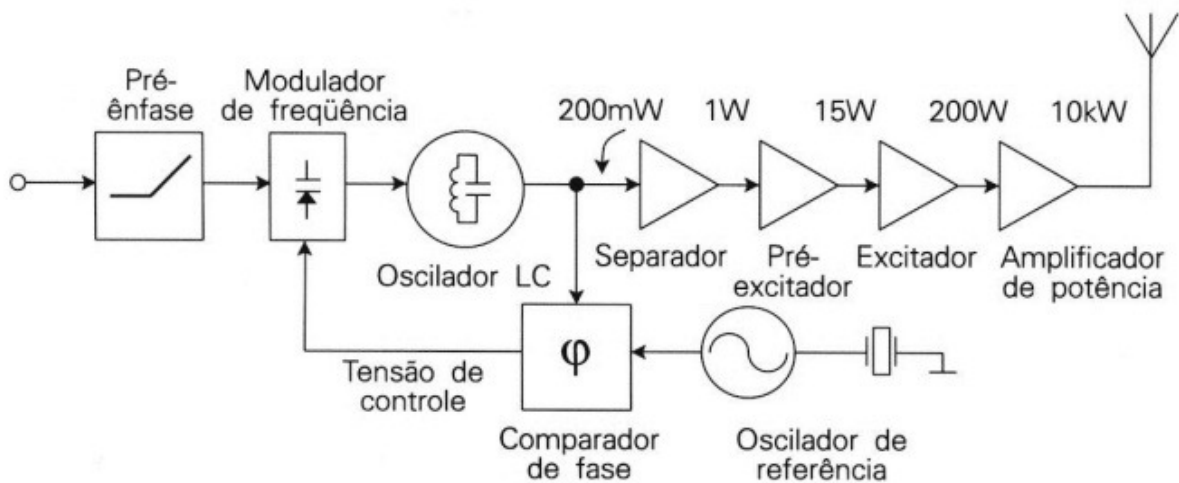 Pré-
ênfase
Modulador
de freqüência
200mW
1W
15W
200W
10kW
Oscilador LC
Separador
Pré-
excitador
Excitador
Amplificador
de potência
φ
Tensão de
controle
Comparador
de fase
Oscilador de
referência